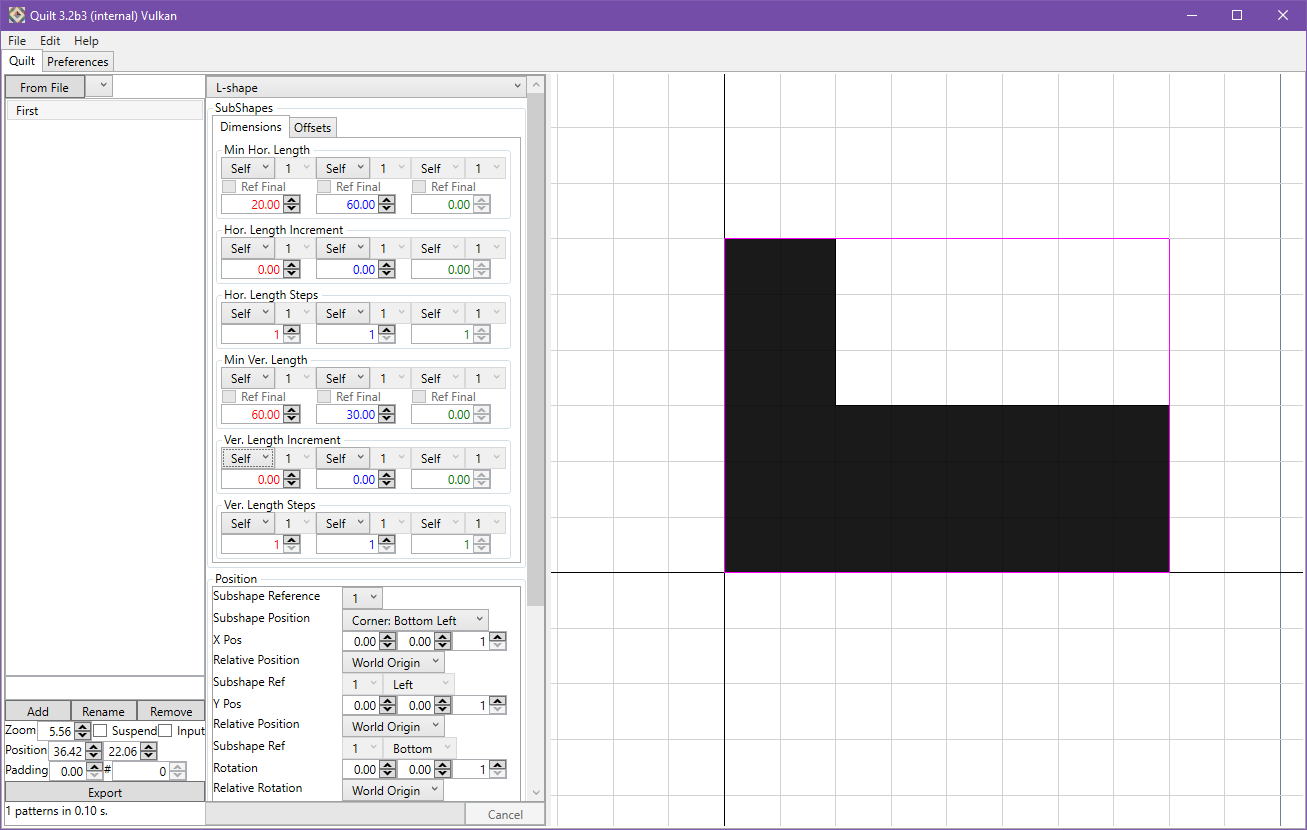 Quilt 3.2b3 (internal) Vulkan
File Edit Help
Quilt Preferences
From File
First
L-shape
SubShapes
Dimensions Offsets
Min Hor. Length
Self 1 Self 1 Self 1
Ref Final Ref Final Ref Final
20.00 60.00 0.00
Hor. Length Increment
Self 1 Self 1 Self 1
0.00 0.00 0.00
Hor. Length Steps
Self 1 Self 1 Self 1
1 1 1
Min Ver. Length
Self 1 Self 1 Self 1
Ref Final Ref Final Ref Final
60.00 30.00 0.00
Ver. Length Increment
Self 1 Self 1 Self 1
0.00 0.00 0.00
Ver. Length Steps
Self 1 Self 1 Self 1
1 1 1
Position
Subshape Reference 1
Subshape Position Corner: Bottom Left
X Pos 0.00 0.00 1
Relative Position World Origin
Subshape Ref 1 Left
Y Pos 0.00 0.00 1
Relative Position World Origin
Subshape Ref 1 Bottom
Rotation 0.00 0.00 1
Relative Rotation World Origin
Cancel
Add Rename Remove
Zoom 5.56 Suspend Input
Position 36.42 22.06
Padding 0.00 # 0
Export
1 patterns in 0.10 s.